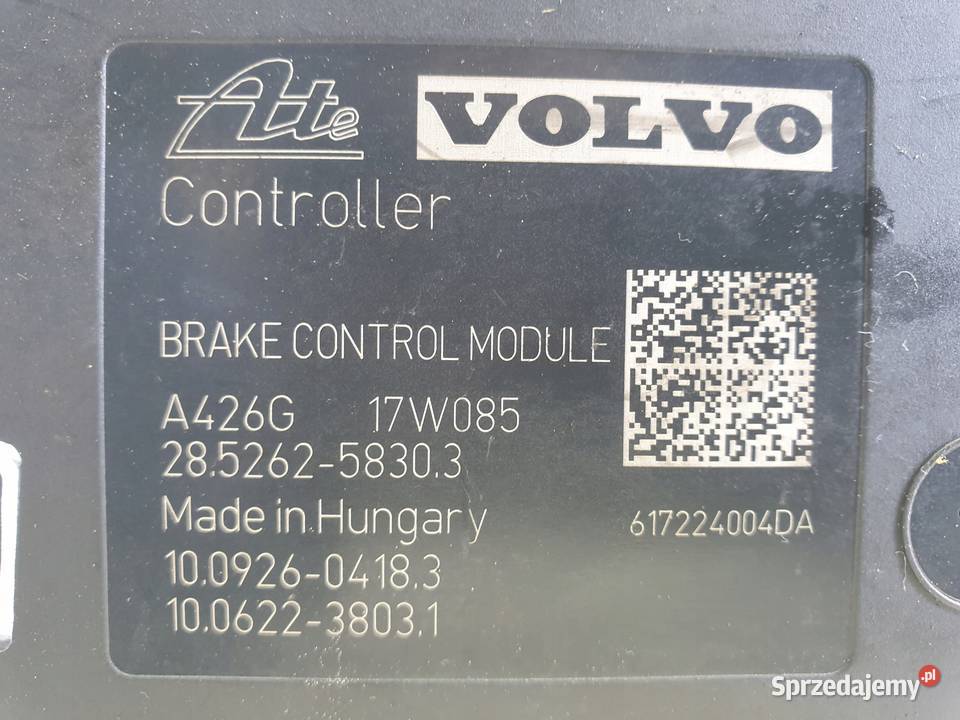 Ate VOLVO
Controller
BRAKE CONTROL MODULE
A426G 17W085
28.5262-5830.3
Made in Hungary 617224004DA
10.0926-0418.3
10.0622-3803.1
Sprzedajemy.pl